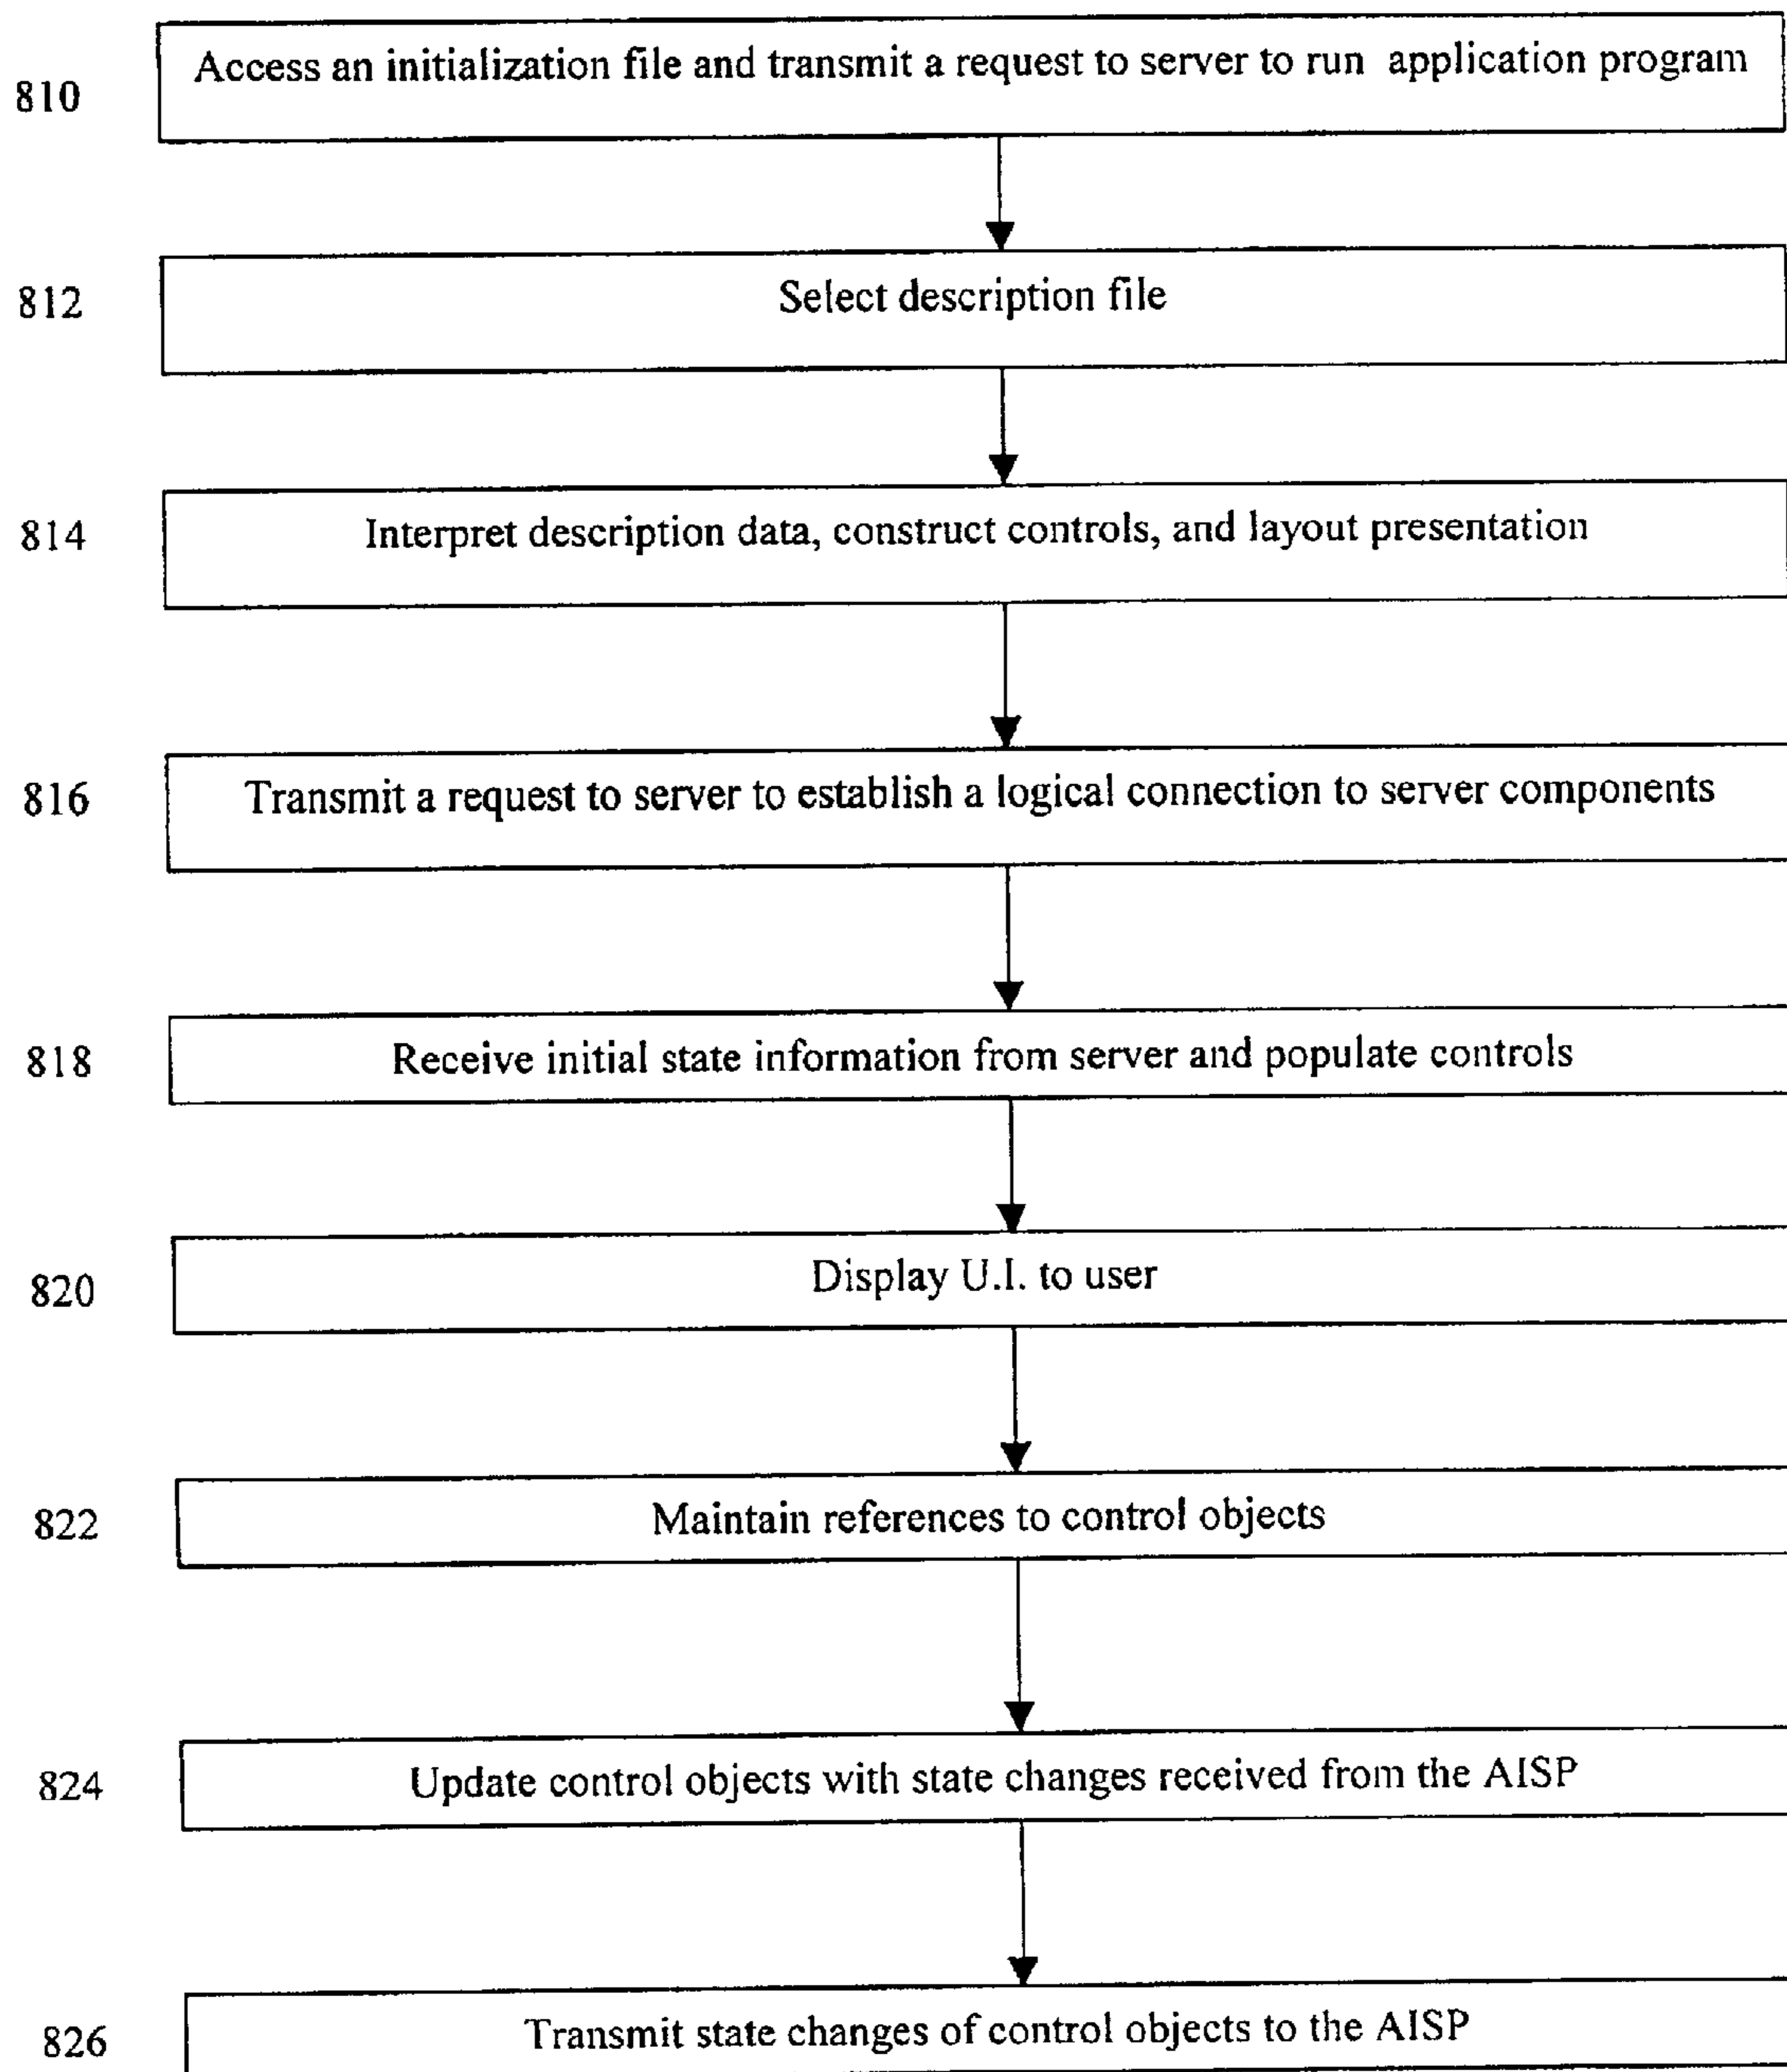 810 Access an initialization file and transmit a request to server to run application program
812 Select description file
814 Interpret description data, construct controls, and layout presentation
816 Transmit a request to server to establish a logical connection to server components
818 Receive initial state information from server and populate controls
820 Display U.I. to user
822 Maintain references to control objects
824 Update control objects with state changes received from the AISP
826 Transmit state changes of control objects to the AISP